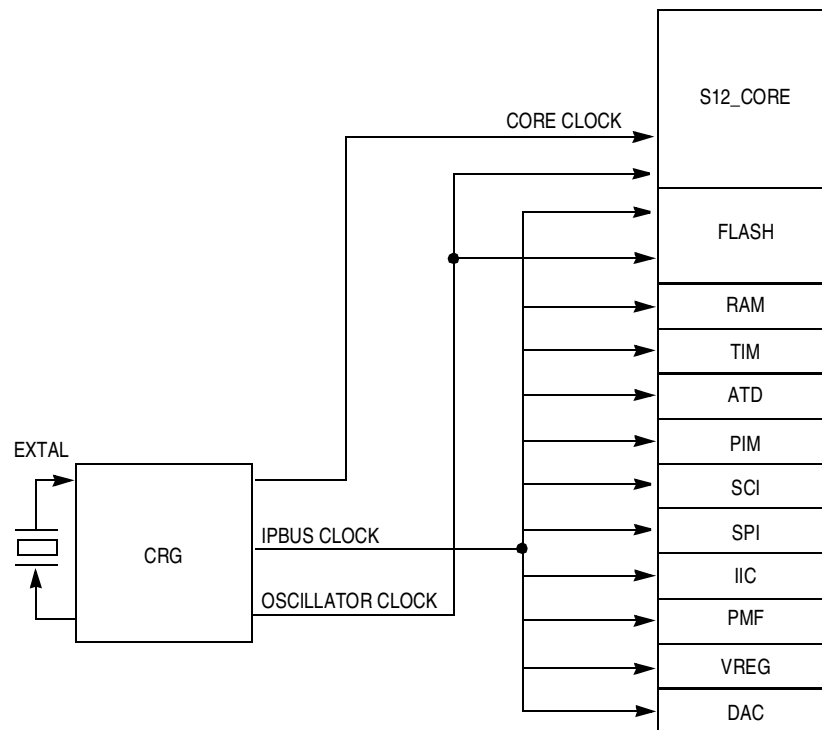 S12_CORE
CORE CLOCK
FLASH
RAM
TIM
ATD
PIM
EXTAL
SCI
SPI
IPBUS CLOCK
CRG
IIC
OSCILLATOR CLOCK
PMF
VREG
DAC